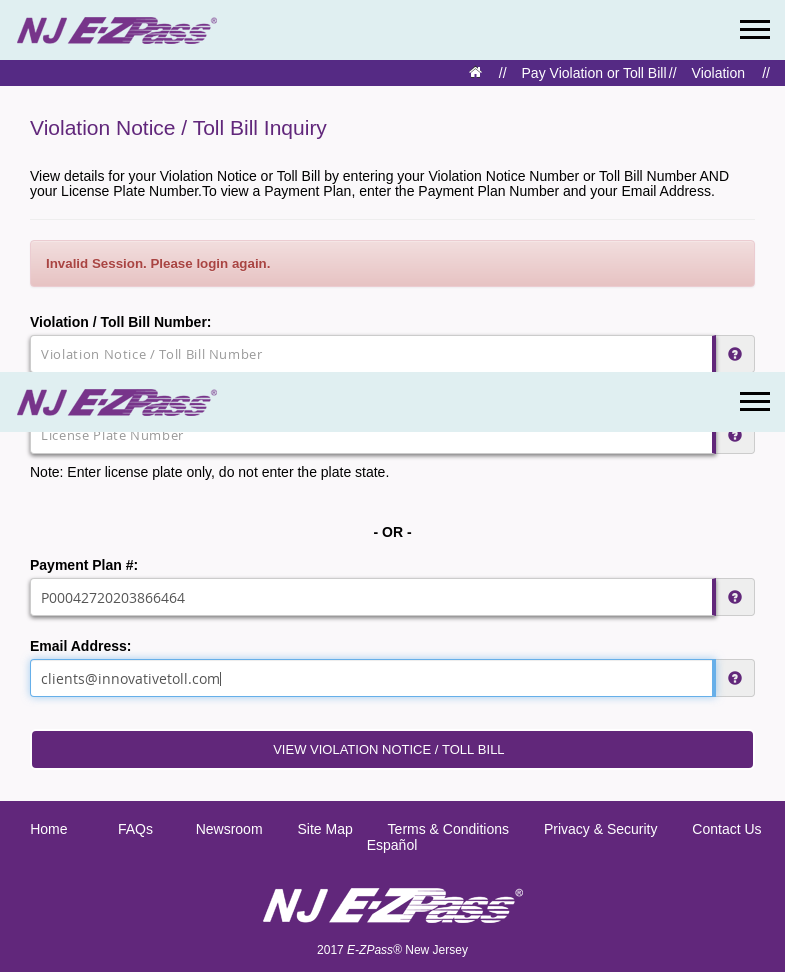 NJ E-ZPass®
// Pay Violation or Toll Bill // Violation //
Violation Notice / Toll Bill Inquiry
View details for your Violation Notice or Toll Bill by entering your Violation Notice Number or Toll Bill Number AND
your License Plate Number.To view a Payment Plan, enter the Payment Plan Number and your Email Address.
Invalid Session. Please login again.
Violation / Toll Bill Number:
Violation Notice / Toll Bill Number
NJ E-ZPass®
License Plate Number
Note: Enter license plate only, do not enter the plate state.
- OR -
Payment Plan #:
P00042720203866464
Email Address:
clients@innovativetoll.com
VIEW VIOLATION NOTICE / TOLL BILL
Home FAQs Newsroom Site Map Terms & Conditions Privacy & Security Contact Us
Español
NJ E-ZPass®
2017 E-ZPass® New Jersey